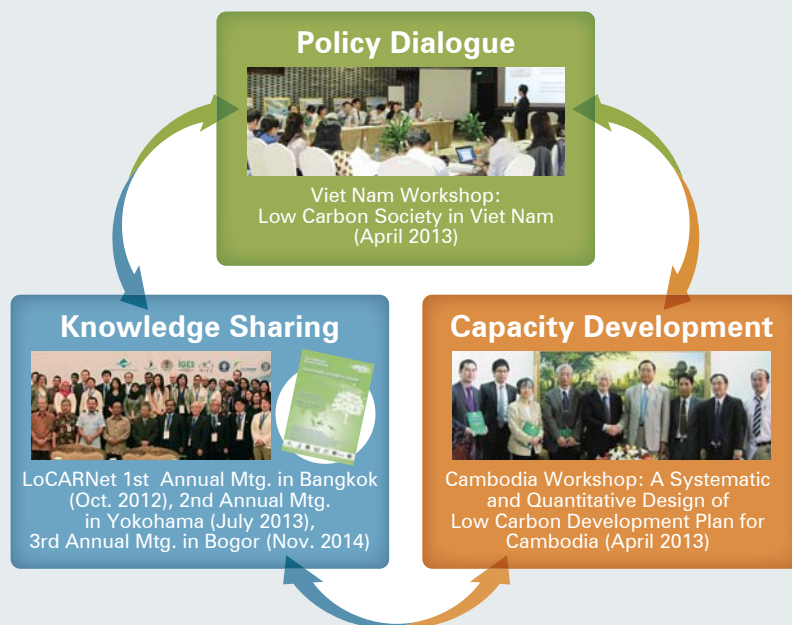 Policy Dialogue
Viet Nam Workshop:
Low Carbon Society in Viet Nam
(April 2013)
Knowledge Sharing
IGES
LoCARNet 1st Annual Mtg. in Bangkok
(Oct. 2012), 2nd Annual Mtg.
in Yokohama (July 2013),
3rd Annual Mtg. in Bogor (Nov. 2014)
Capacity Development
Cambodia Workshop: A Systematic
and Quantitative Design of
Low Carbon Development Plan for
Cambodia (April 2013)